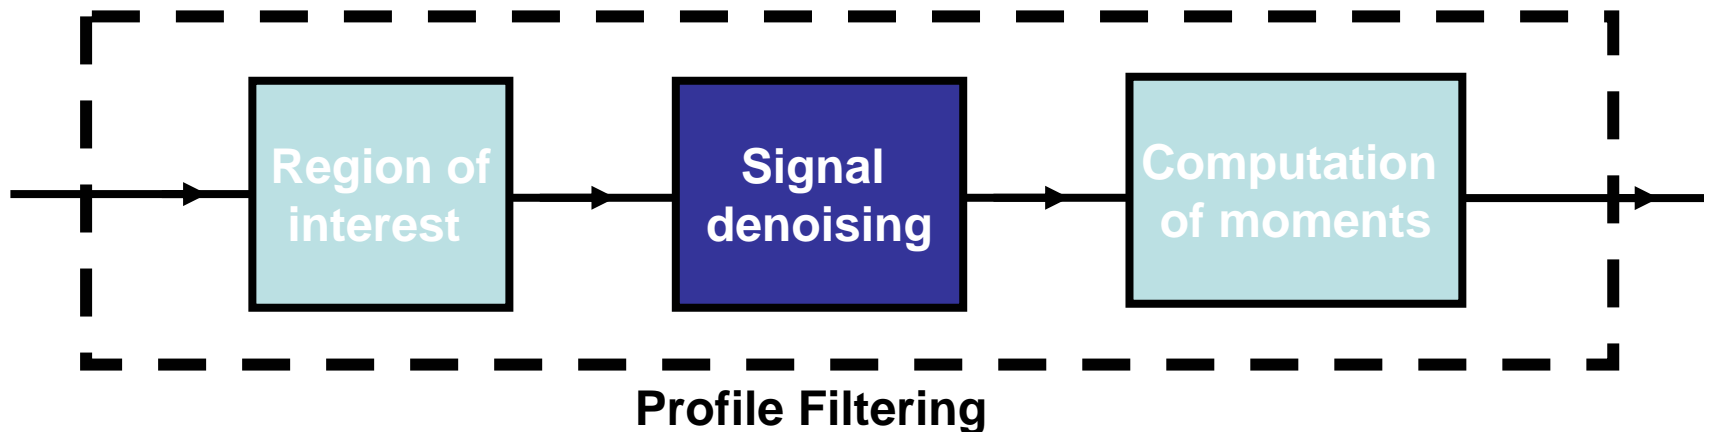 Region of
interest
Signal
denoising
Computation
of moments
Profile Filtering